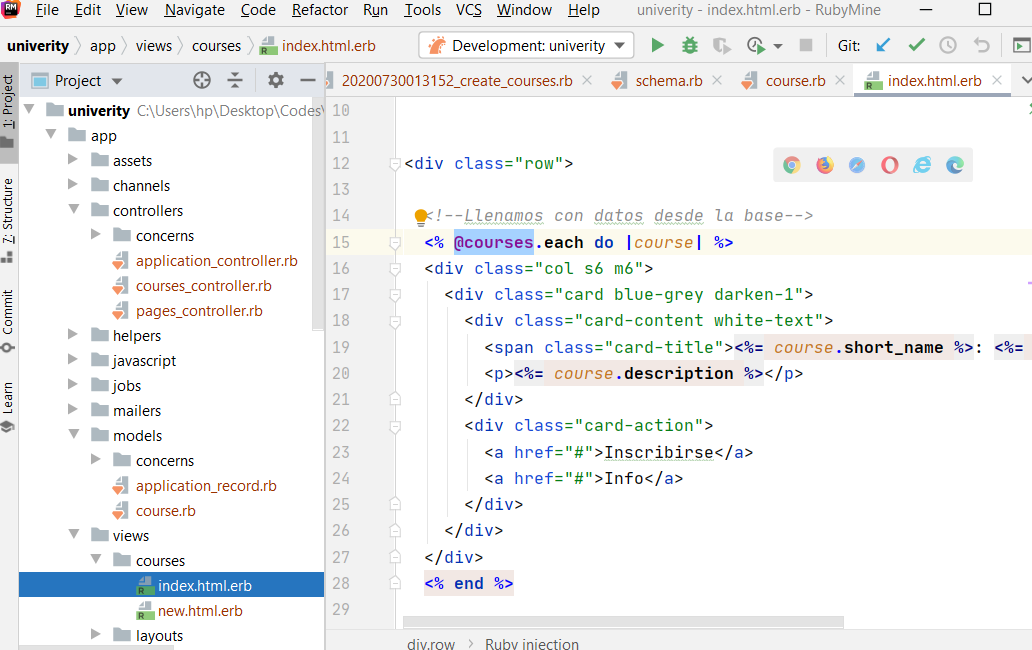 RM File Edit View Navigate Code Refactor Run Tools VCS Window Help univerity - index.html.erb - RubyMine
univerity app views courses index.html.erb Development: univerity Git:
Project 20200730013152_create_courses.rb schema.rb course.rb index.html.erb
1: Project
7: Structure
Commit
Learn
univerity C:\Users\hp\Desktop\Codes\
app
assets
channels
controllers
concerns
application_controller.rb
courses_controller.rb
pages_controller.rb
helpers
javascript
jobs
mailers
models
concerns
application_record.rb
course.rb
views
courses
index.html.erb
new.html.erb
layouts
10
11
12 <div class="row">
13
14 <!--Llenamos con datos desde la base-->
15 <% @courses.each do |course| %>
16 <div class="col s6 m6">
17 <div class="card blue-grey darken-1">
18 <div class="card-content white-text">
19 <span class="card-title"><%= course.short_name %>: <%=
20 <p><%= course.description %></p>
21 </div>
22 <div class="card-action">
23 <a href="#">Inscribirse</a>
24 <a href="#">Info</a>
25 </div>
26 </div>
27 </div>
28 <% end %>
29
div.row Ruby injection